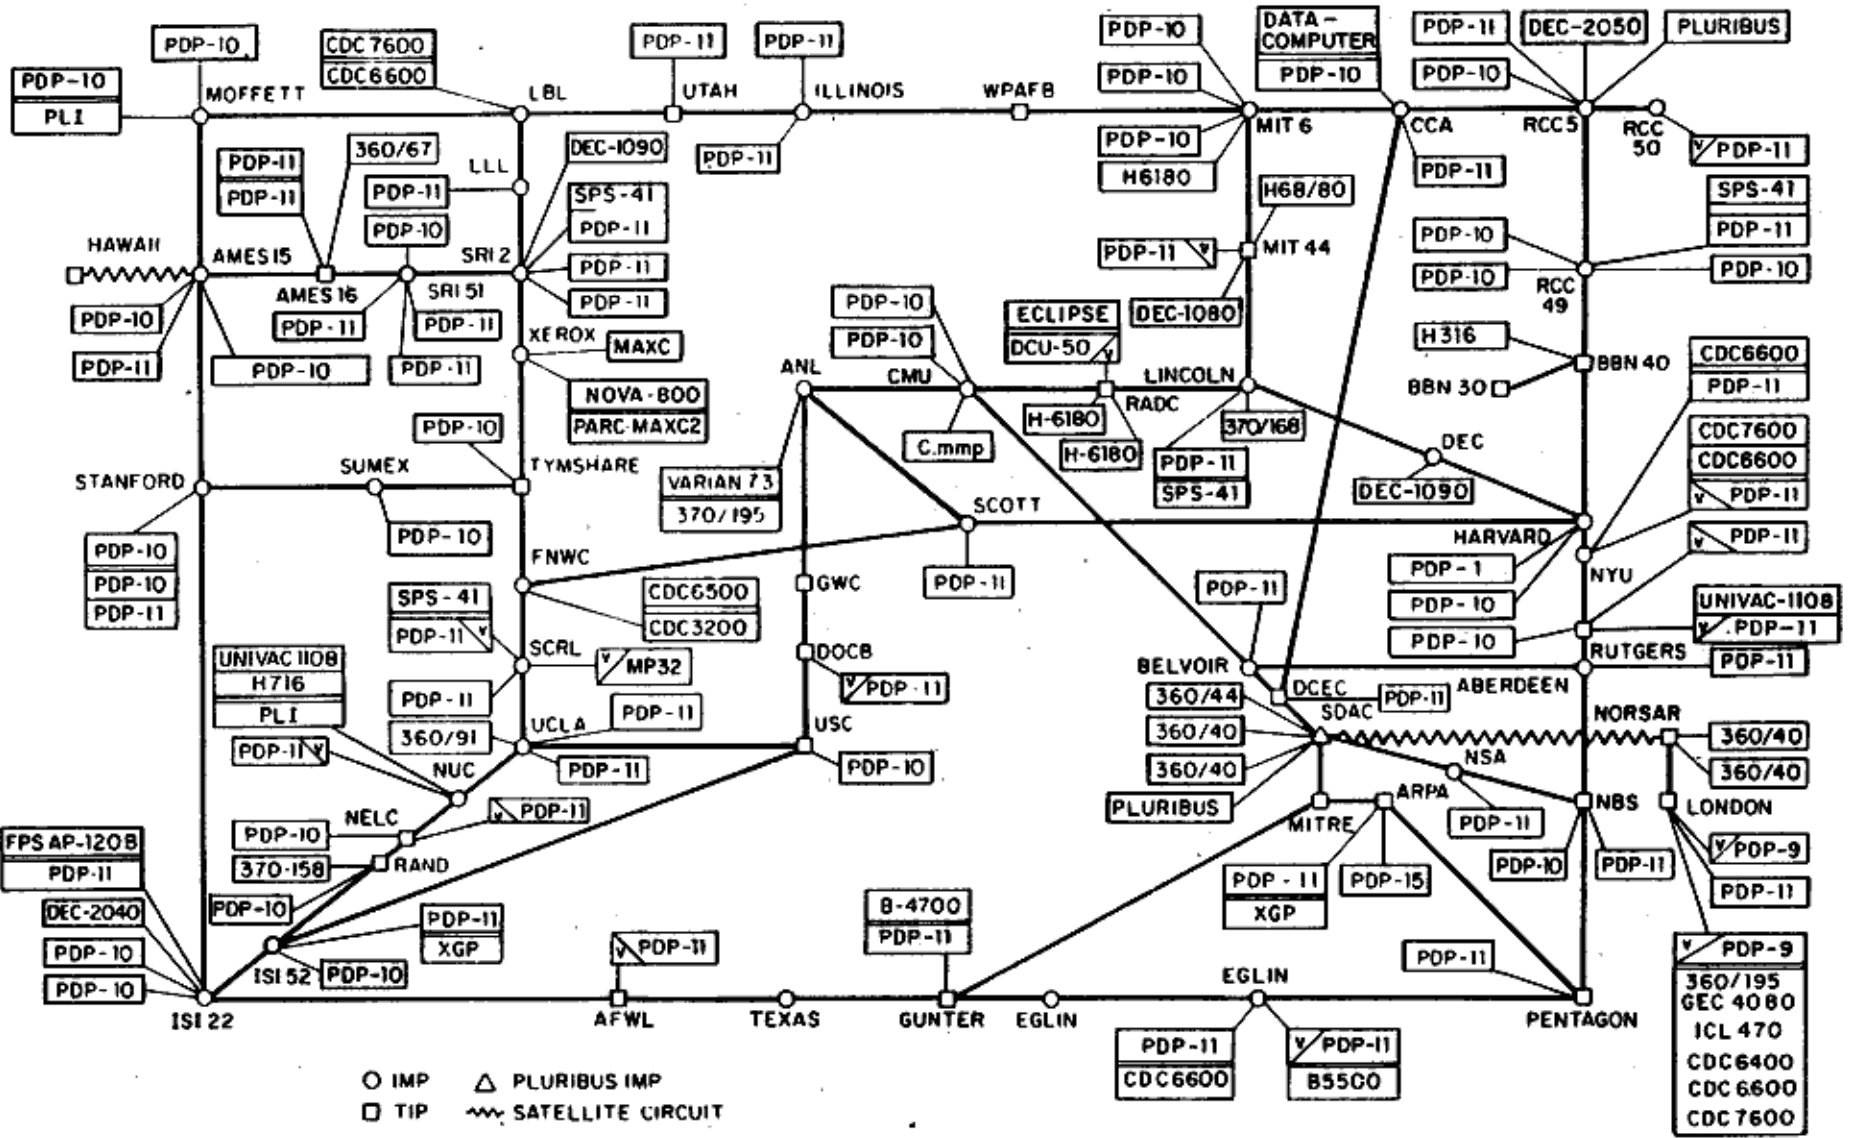 PDP-10
CDC 7600
CDC6600
PDP-11
PDP-11
PDP-10
PDP-10
DATA-
COMPUTER
PDP-10
PDP-11
PDP-10
DEC-2050
PLURIBUS
PDP-10
PLI
MOFFETT
LBL
UTAH
ILLINOIS
WPAFB
MIT 6
CCA
RCC5
RCC
50
PDP-11
PDP-11
PDP-11
360/67
LLL
PDP-11
PDP-10
DEC-1090
SPS-41
PDP-11
PDP-11
PDP-11
PDP-11
PDP-10
H6180
H68/80
PDP-11
SPS-41
PDP-11
PDP-10
PDP-10
PDP-10
RCC
49
HAWAII
AMES 15
AMES 16
SRI 51
SRI 2
PDP-11
V
MIT 44
DEC-1080
PDP-10
PDP-11
PDP-10
PDP-11
PDP-11
PDP-11
XEROX
MAXC
NOVA-800
PARC-MAXC2
PDP-10
PDP-10
ECLIPSE
DCU-50
V
H316
BBN 40
BBN 30
CDC6600
PDP-11
ANL
CMU
RADC
LINCOLN
H-6180
H-6180
370/168
C.mmp
PDP-11
SPS-41
DEC
DEC-1090
CDC7600
CDC6600
V PDP-11
V PDP-11
STANFORD
SUMEX
PDP-10
TYMSHARE
VARIAN 73
370/195
SCOTT
PDP-11
HARVARD
NYU
PDP-10
PDP-10
PDP-11
PDP-10
FNWC
CDC6500
CDC3200
GWC
PDP-1
PDP-10
PDP-10
PDP-11
UNIVAC-1108
V PDP-11
RUTGERS
PDP-11
SPS-41
PDP-11
V
SCRL
V MP32
PDP-11
DOCB
V PDP-11
BELVOIR
ABERDEEN
DCEC
PDP-11
UNIVAC 1108
H716
PLI
PDP-11
V
NUC
360/91
UCLA
PDP-11
PDP-11
USC
PDP-10
360/44
360/40
360/40
PLURIBUS
SDAC
NORSAR
360/40
360/40
NSA
PDP-11
ARPA
MITRE
NBS
LONDON
PDP-10
PDP-11
V PDP-9
PDP-11
NELC
V PDP-11
PDP-10
370-158
RAND
PDP-10
PDP-11
XGP
PDP-15
FPS AP-120B
PDP-11
DEC-2040
PDP-10
PDP-10
PDP-11
XGP
ISI 52
PDP-10
V PDP-11
B-4700
PDP-11
PDP-11
V PDP-9
360/195
GEC 4080
ICL 470
CDC6400
CDC6600
CDC7600
ISI 22
AFWL
TEXAS
GUNTER
EGLIN
EGLIN
PENTAGON
PDP-11
CDC6600
V PDP-11
B5500
IMP
PLURIBUS IMP
TIP
SATELLITE CIRCUIT